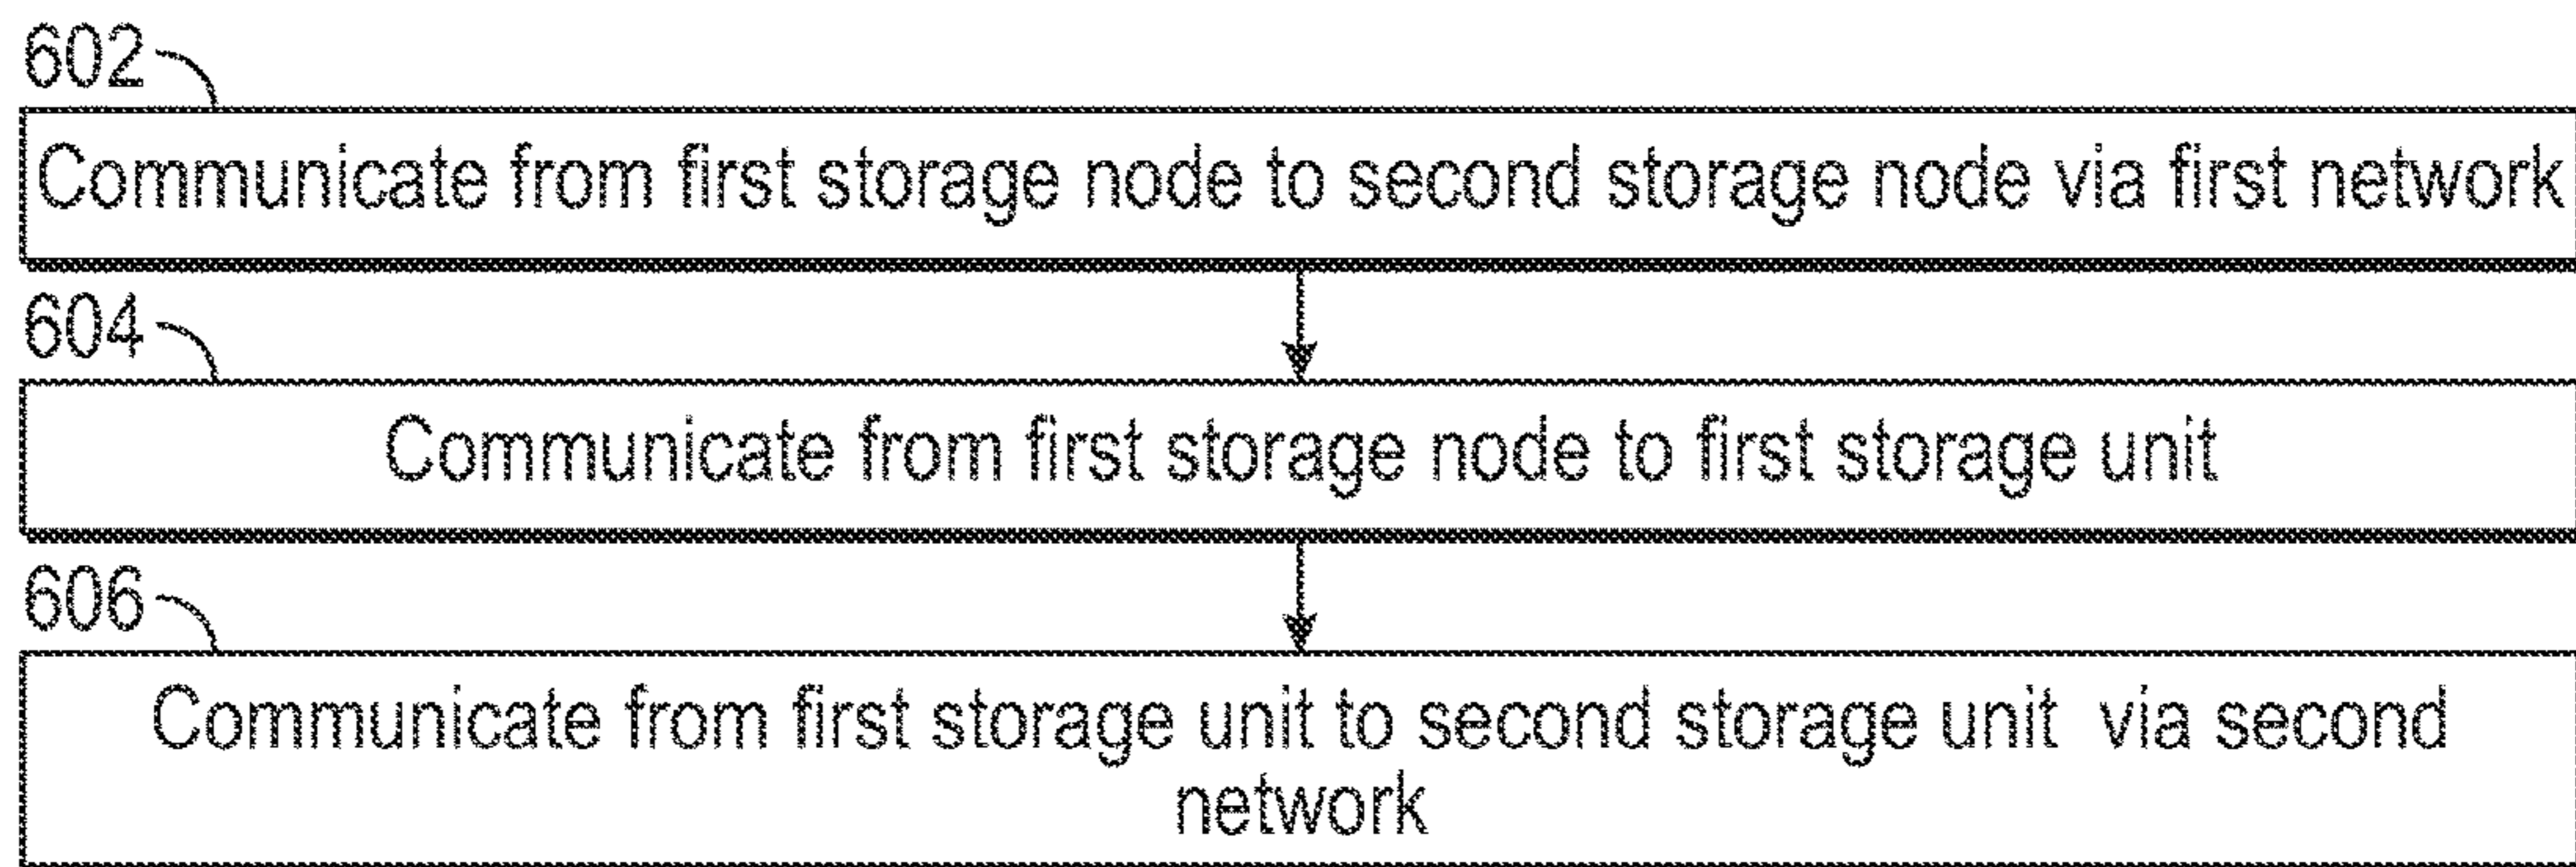 602
Communicate from first storage node to second storage node via first network
604
Communicate from first storage node to first storage unit
606
Communicate from first storage unit to second storage unit via second
network